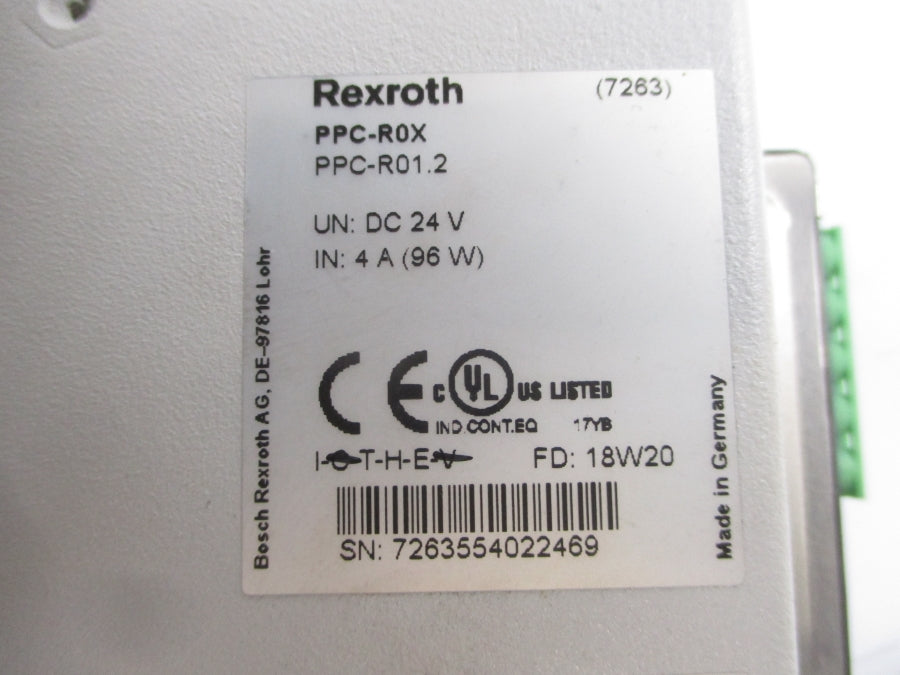 Rexroth (7263)
PPC-R0X
PPC-R01.2
UN: DC 24 V
IN: 4 A (96 W)
Bosch Rexroth AG, DE-97816 Lohr
CE C UL US LISTED
IND.CONT.EQ 17YB
I-O-T-H-E-V FD: 18W20
SN: 7263554022469
Made in Germany